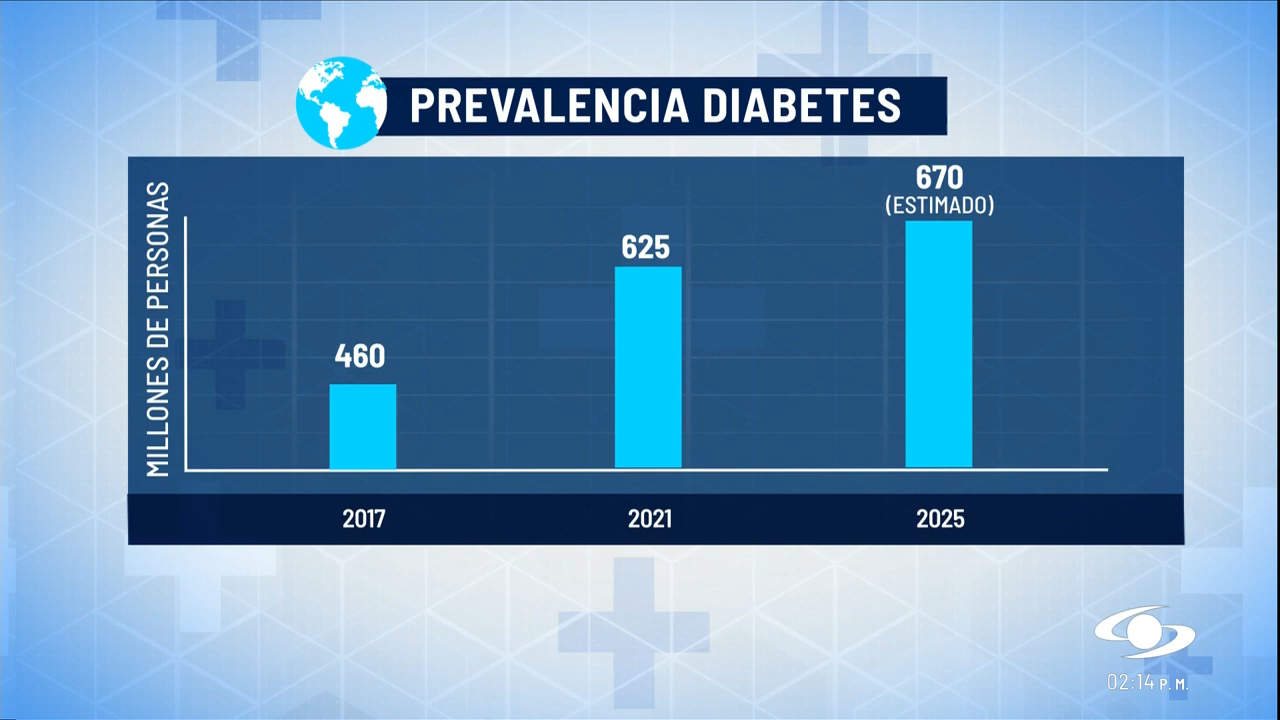 PREVALENCIA DIABETES
MILLONES DE PERSONAS
460
625
670
(ESTIMADO)
2017
2021
2025
02:14 P. M.